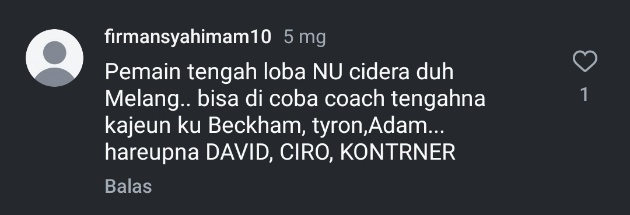 firmansyahimam10 5 mg
Pemain tengah loba NU cidera duh
Melang.. bisa di coba coach tengahna
kajeun ku Beckham, tyron,Adam...
hareupna DAVID, CIRO, KONTRNER
1
Balas